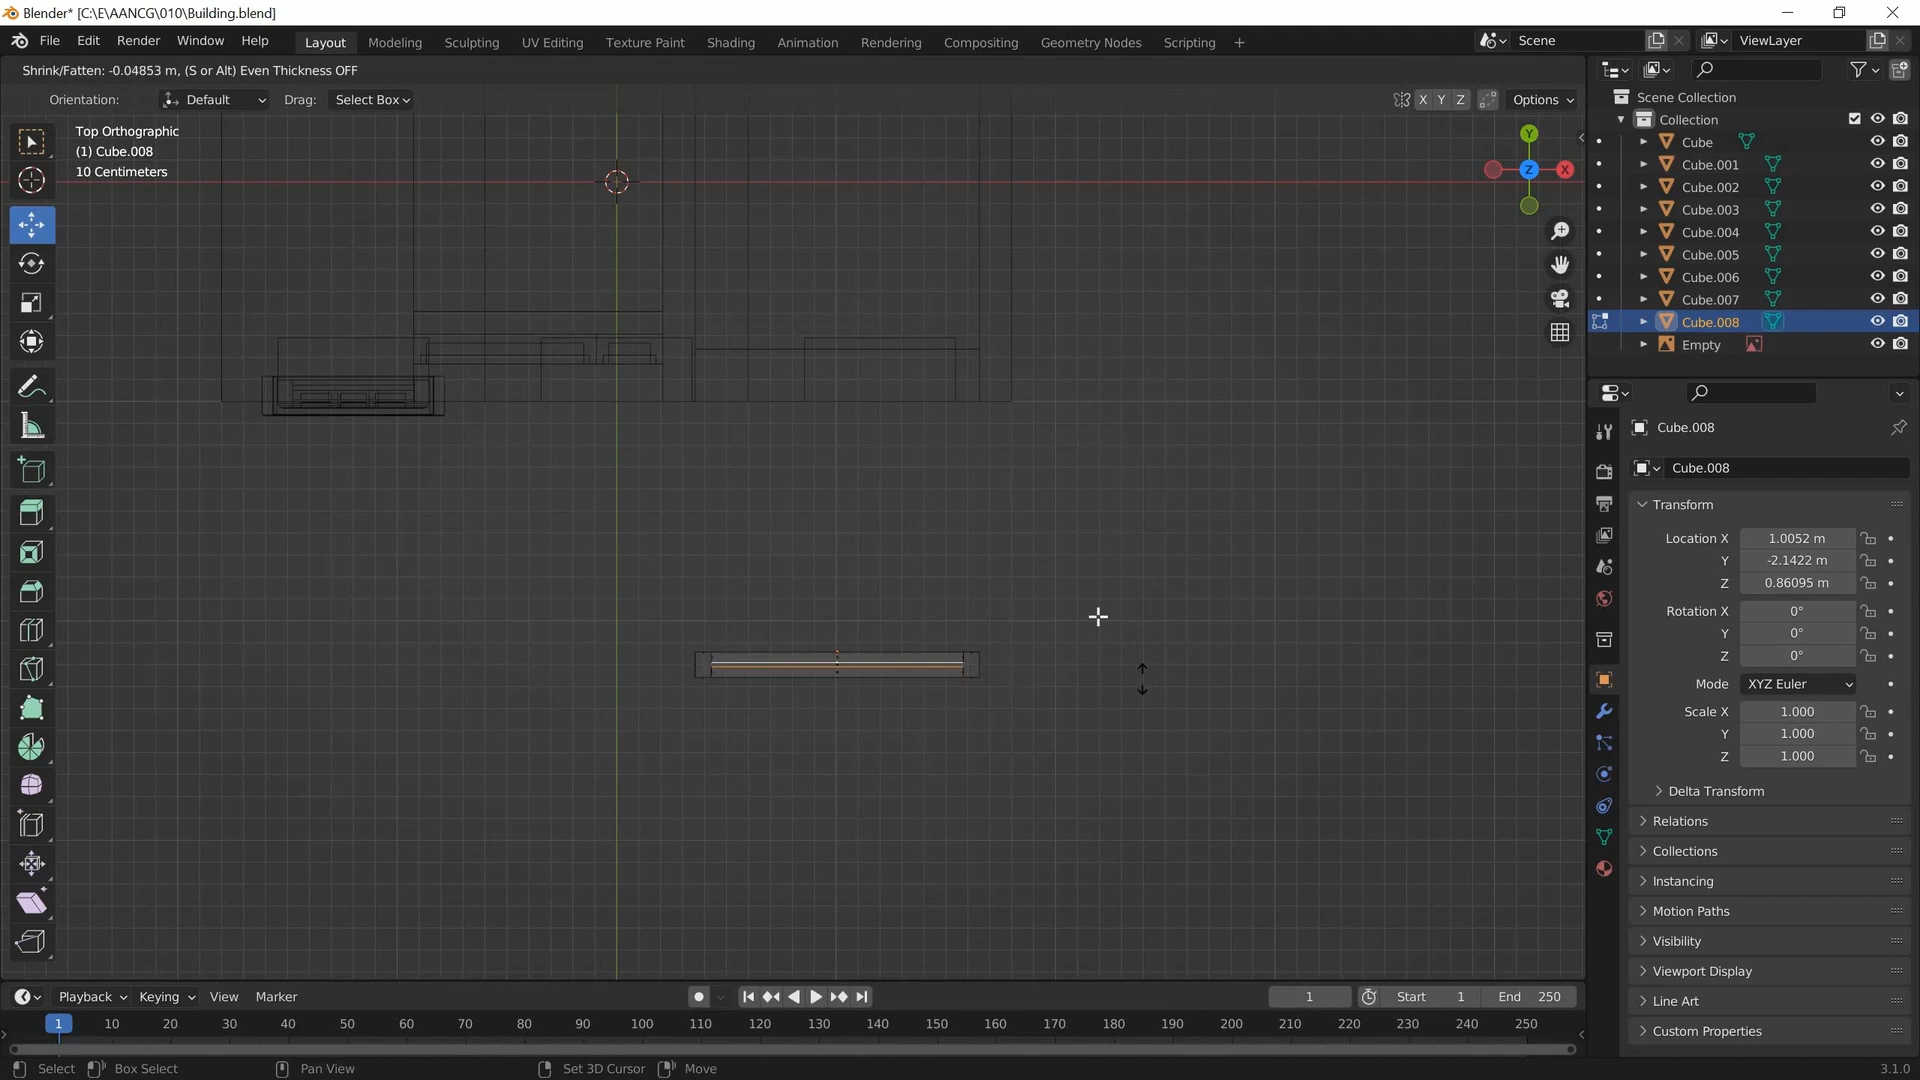 Blender* [C:\E\AANCG\010\Building.blend]
File Edit Render Window Help Layout Modeling Sculpting UV Editing Texture Paint Shading Animation Rendering Compositing Geometry Nodes Scripting + Scene ViewLayer
Shrink/Fatten: -0.04853 m, (S or Alt) Even Thickness OFF
Orientation: Default Drag: Select Box X Y Z Options
Top Orthographic
(1) Cube.008
10 Centimeters
Y
Z X
Scene Collection
Collection
Cube
Cube.001
Cube.002
Cube.003
Cube.004
Cube.005
Cube.006
Cube.007
Cube.008
Empty
Cube.008
Cube.008
Transform
Location X 1.0052 m
Y -2.1422 m
Z 0.86095 m
Rotation X 0°
Y 0°
Z 0°
Mode XYZ Euler
Scale X 1.000
Y 1.000
Z 1.000
Delta Transform
Relations
Collections
Instancing
Motion Paths
Visibility
Viewport Display
Line Art
Custom Properties
Playback Keying View Marker 1 Start 1 End 250
1 10 20 30 40 50 60 70 80 90 100 110 120 130 140 150 160 170 180 190 200 210 220 230 240 250
Select Box Select Pan View Set 3D Cursor Move 3.1.0